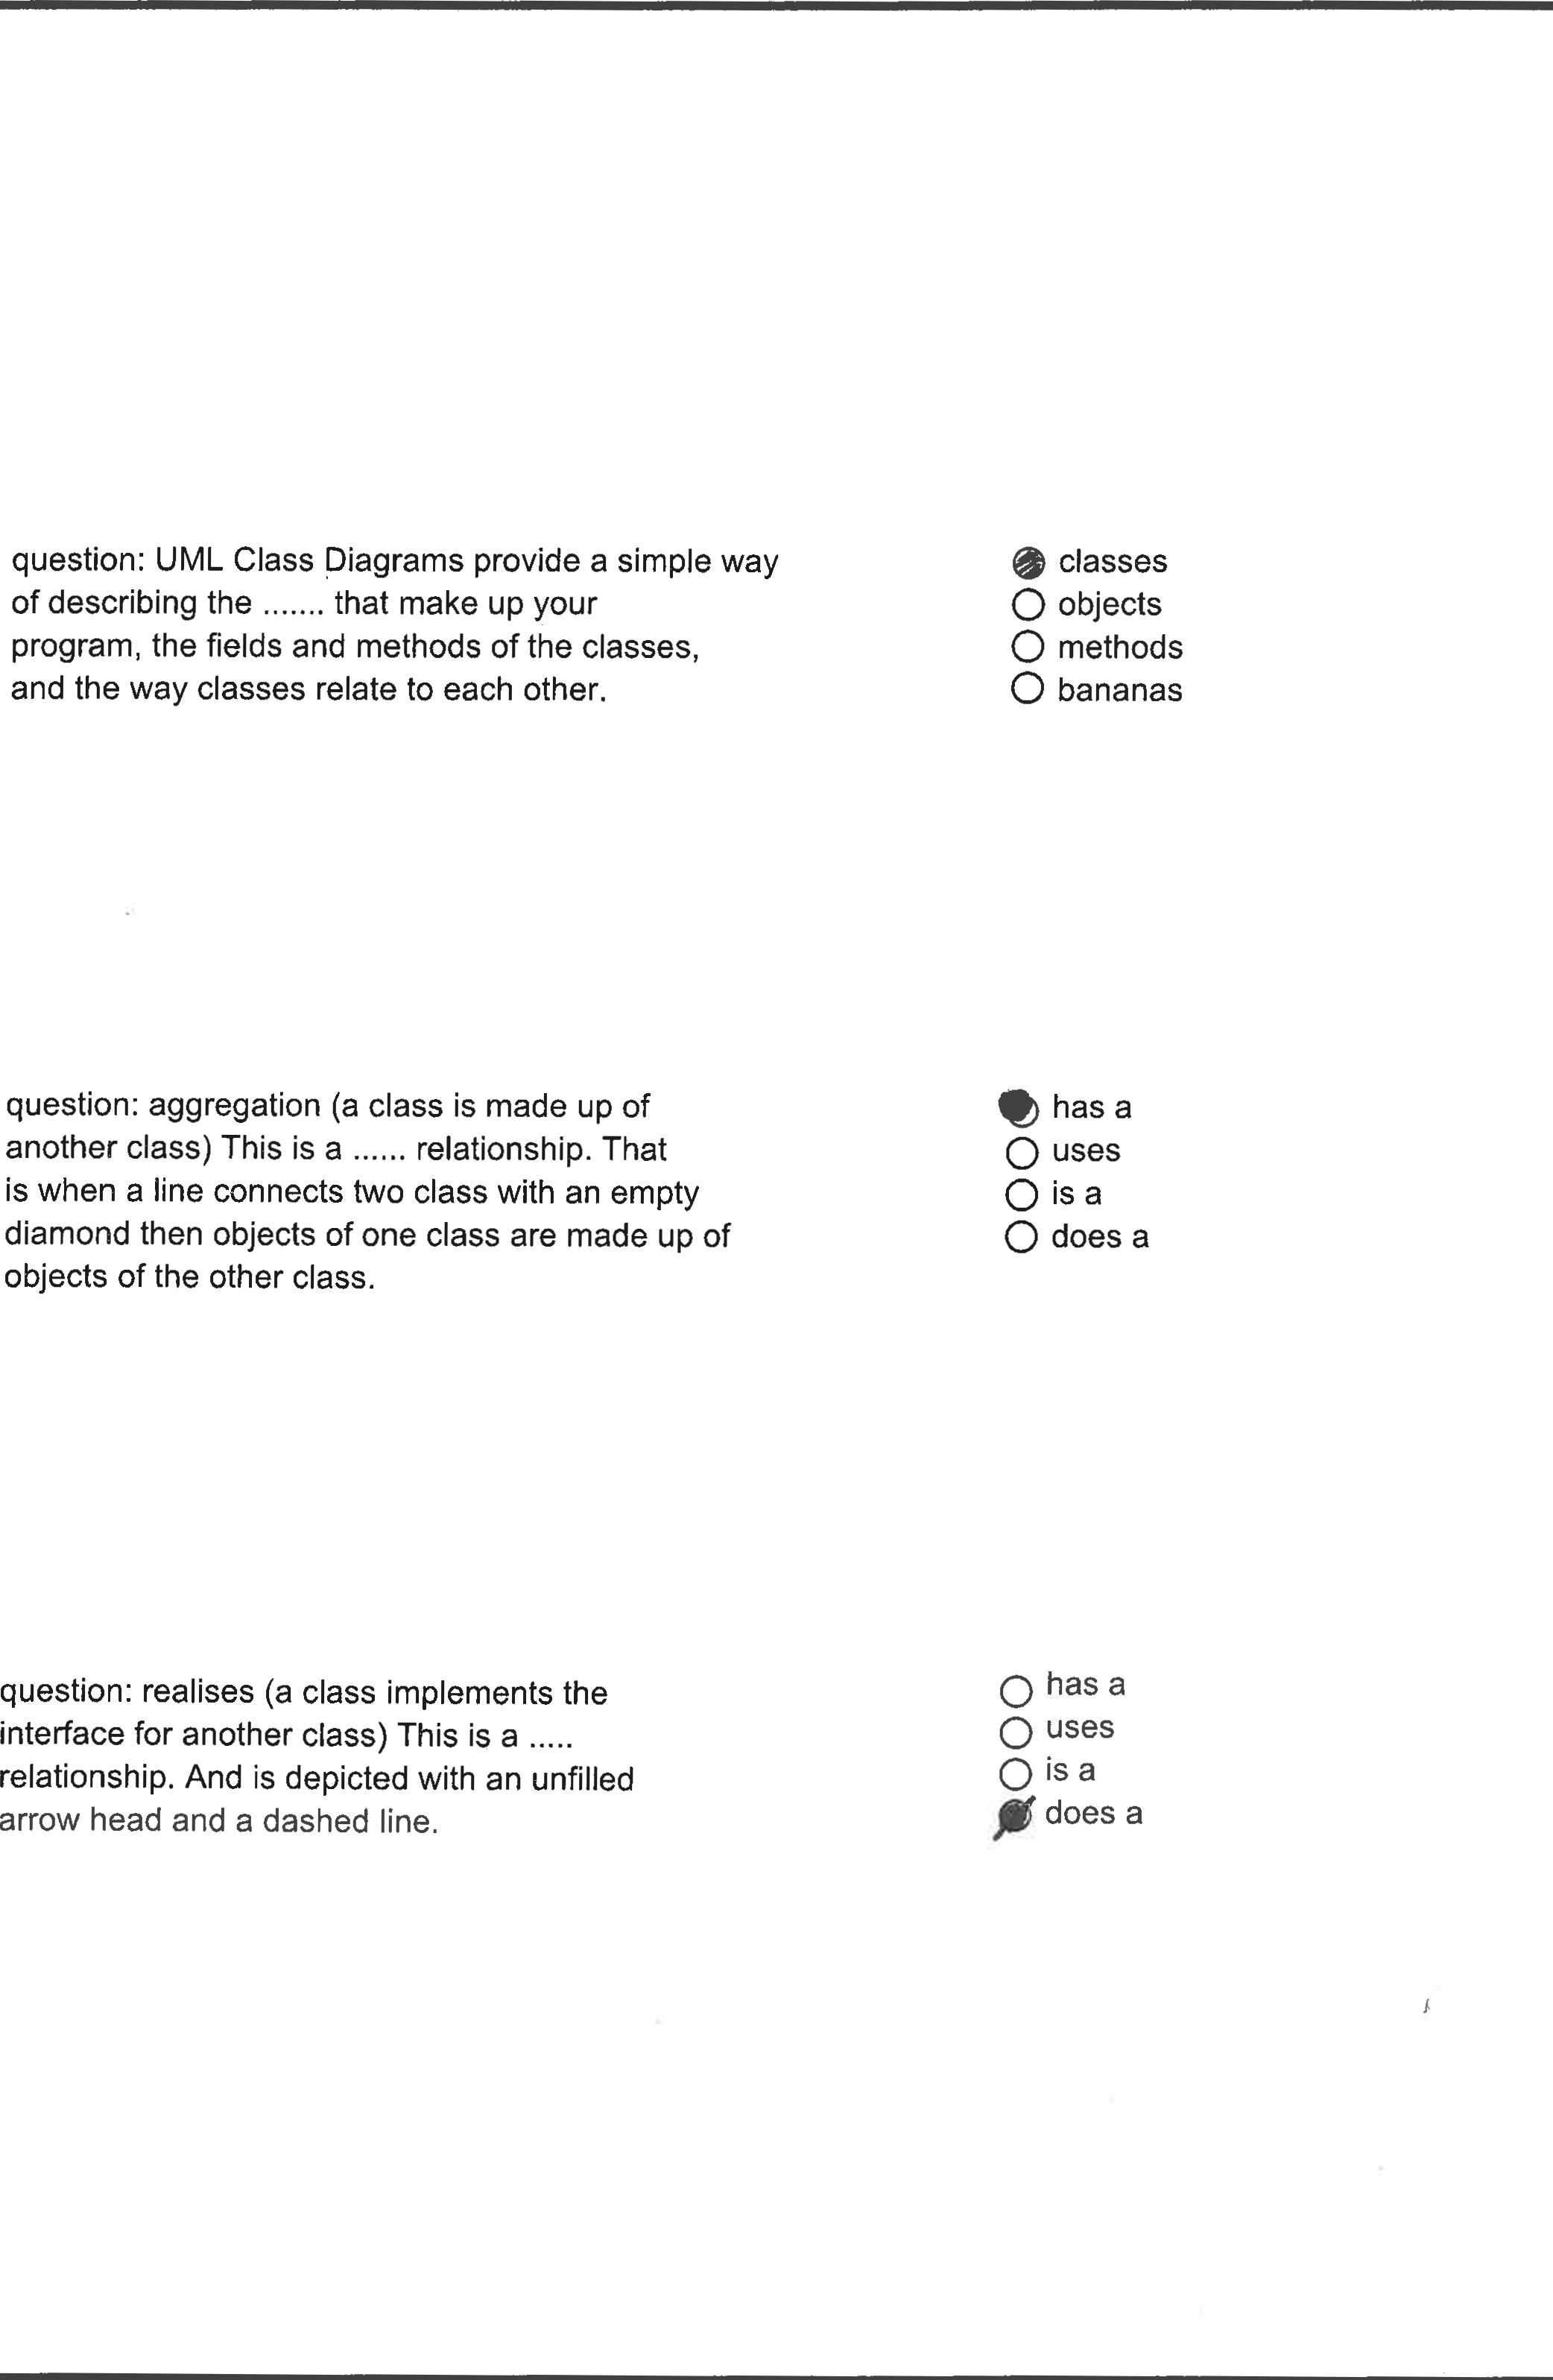 question: UML Class Diagrams provide a simple way
of describing the ....... that make up your
program, the fields and methods of the classes,
and the way classes relate to each other.
classes
objects
methods
bananas
question: aggregation (a class is made up of
another class) This is a ...... relationship. That
is when a line connects two class with an empty
diamond then objects of one class are made up of
objects of the other class.
has a
uses
is a
does a
question: realises (a class implements the
interface for another class) This is a .....
relationship. And is depicted with an unfilled
arrow head and a dashed line.
has a
uses
is a
does a